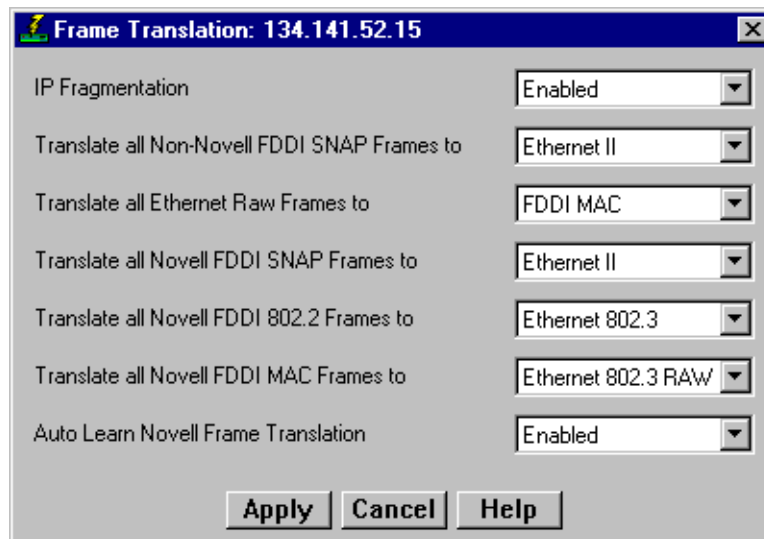 Frame Translation: 134.141.52.15
IP Fragmentation Enabled
Translate all Non-Novell FDDI SNAP Frames to Ethernet II
Translate all Ethernet Raw Frames to FDDI MAC
Translate all Novell FDDI SNAP Frames to Ethernet II
Translate all Novell FDDI 802.2 Frames to Ethernet 802.3
Translate all Novell FDDI MAC Frames to Ethernet 802.3 RAW
Auto Learn Novell Frame Translation Enabled
Apply Cancel Help